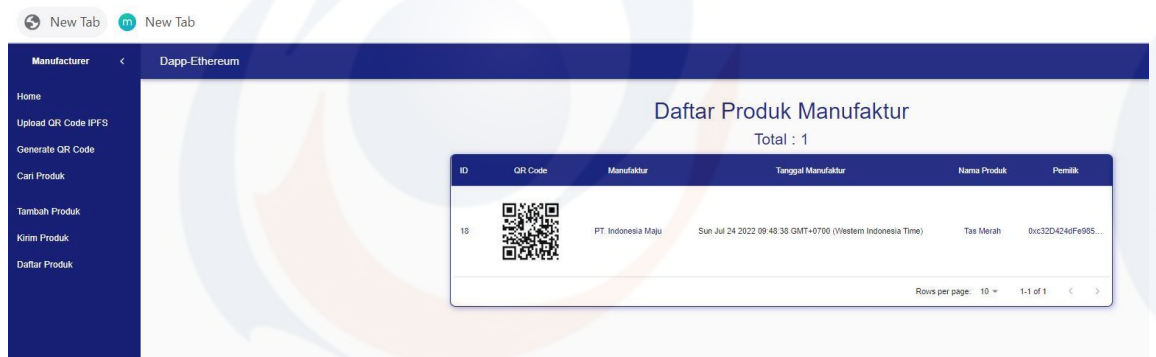 New Tab New Tab
Manufacturer < Dapp-Ethereum
Home
Upload QR Code IPFS
Generate QR Code
Cari Produk
Tambah Produk
Kirim Produk
Daftar Produk
Daftar Produk Manufaktur
Total : 1
ID QR Code Manufaktur Tanggal Manufaktur Nama Produk Pemilik
18 PT. Indonesia Maju Sun Jul 24 2022 09:48:38 GMT+0700 (Western Indonesia Time) Tas Merah 0xc32D424dFe985...
Rows per page: 10 1-1 of 1 < >